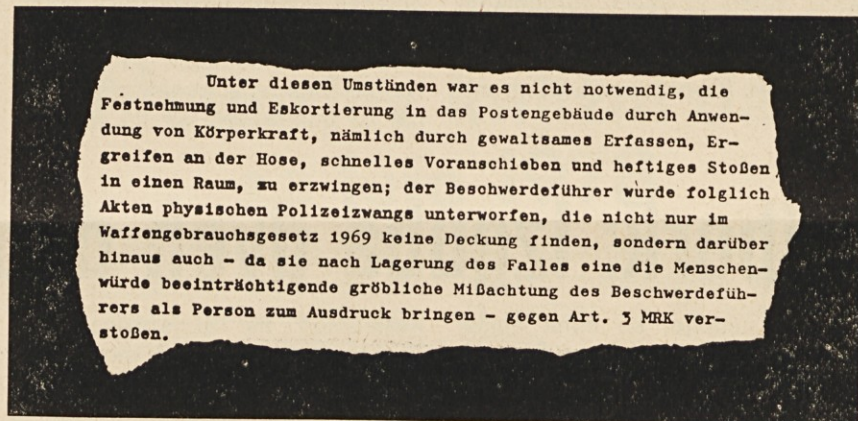 Unter diesen Umständen war es nicht notwendig, die
Festnehmung und Eskortierung in das Postengebäude durch Anwen-
dung von Körperkraft, nämlich durch gewaltsames Erfassen, Er-
greifen an der Hose, schnelles Voranschieben und heftiges Stoßen
in einen Raum, zu erzwingen; der Beschwerdeführer wurde folglich
Akten physischen Polizeizwangs unterworfen, die nicht nur im
Waffengebrauchsgesetz 1969 keine Deckung finden, sondern darüber
hinaus auch - da sie nach Lagerung des Falles eine die Menschen-
würde beeinträchtigende gröbliche Mißachtung des Beschwerdefüh-
rers als Person zum Ausdruck bringen - gegen Art. 3 MRK ver-
stoßen.